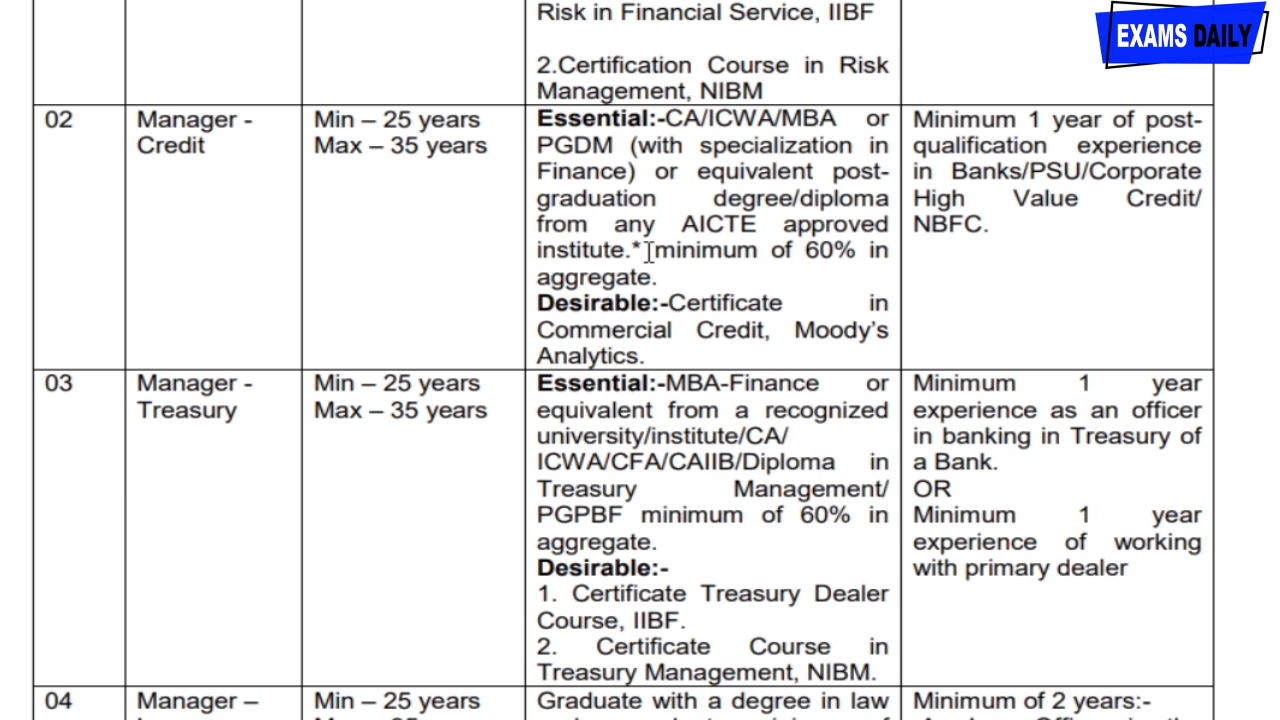 Risk in Financial Service, IIBF
2.Certification Course in Risk
Management, NIBM
EXAMS DAILY
02
Manager -
Credit
Min – 25 years
Max – 35 years
Essential:-CA/ICWA/MBA or
PGDM (with specialization in
Finance) or equivalent post-
graduation degree/diploma
from any AICTE approved
institute.* minimum of 60% in
aggregate.
Desirable:-Certificate in
Commercial Credit, Moody’s
Analytics.
Minimum 1 year of post-
qualification experience
in Banks/PSU/Corporate
High Value Credit/
NBFC.
03
Manager -
Treasury
Min – 25 years
Max – 35 years
Essential:-MBA-Finance or
equivalent from a recognized
university/institute/CA/
ICWA/CFA/CAIIB/Diploma in
Treasury Management/
PGPBF minimum of 60% in
aggregate.
Desirable:-
1. Certificate Treasury Dealer
Course, IIBF.
2. Certificate Course in
Treasury Management, NIBM.
Minimum 1 year
experience as an officer
in banking in Treasury of
a Bank.
OR
Minimum 1 year
experience of working
with primary dealer
04
Manager –
Min – 25 years
Graduate with a degree in law
Minimum of 2 years:-